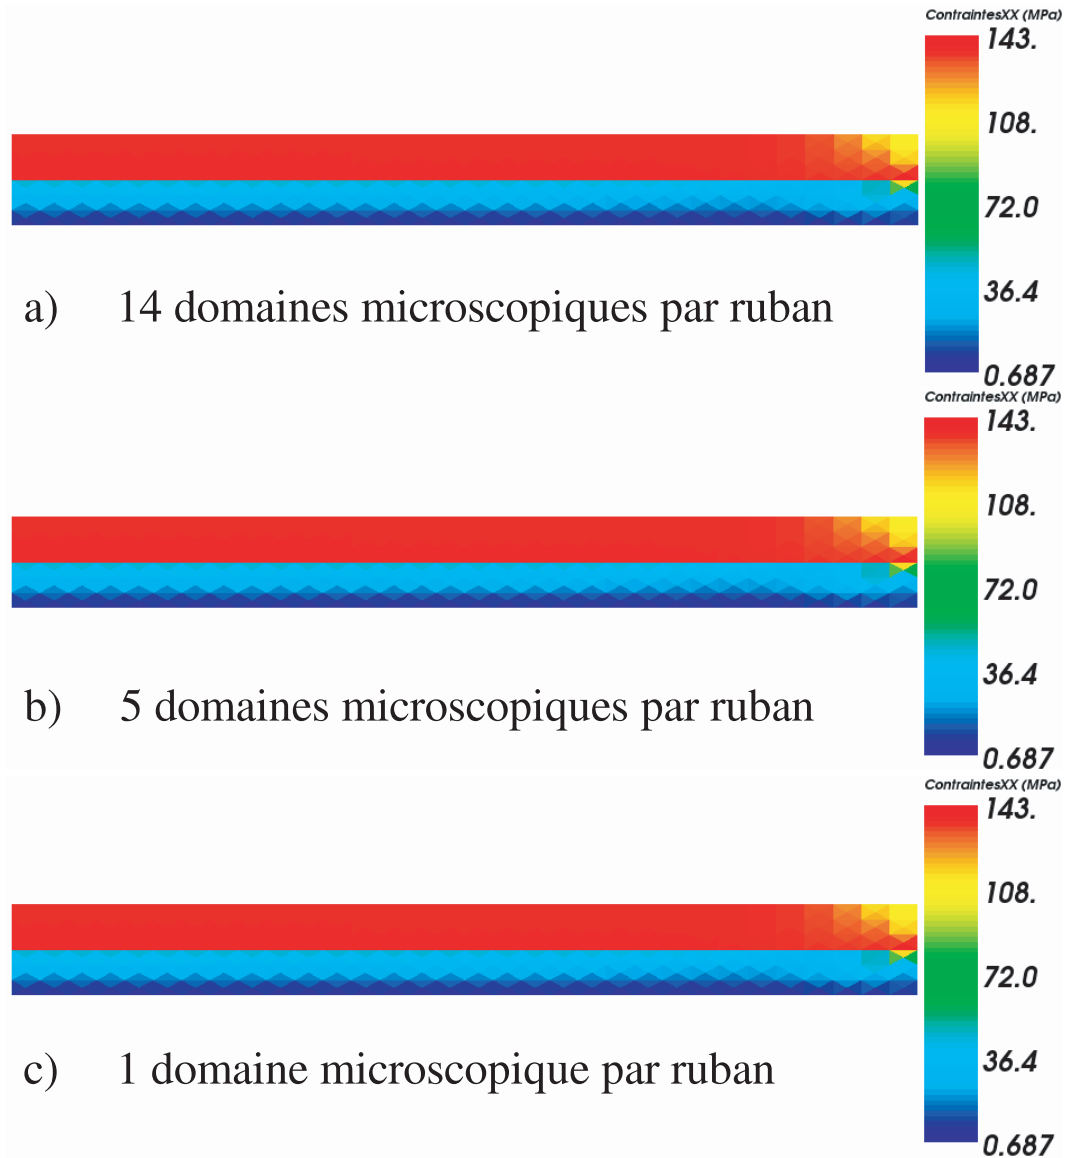 ContraintesXX (MPa)
143.
108.
72.0
36.4
0.687
a) 14 domaines microscopiques par ruban
ContraintesXX (MPa)
143.
108.
72.0
36.4
0.687
b) 5 domaines microscopiques par ruban
ContraintesXX (MPa)
143.
108.
72.0
36.4
0.687
c) 1 domaine microscopique par ruban